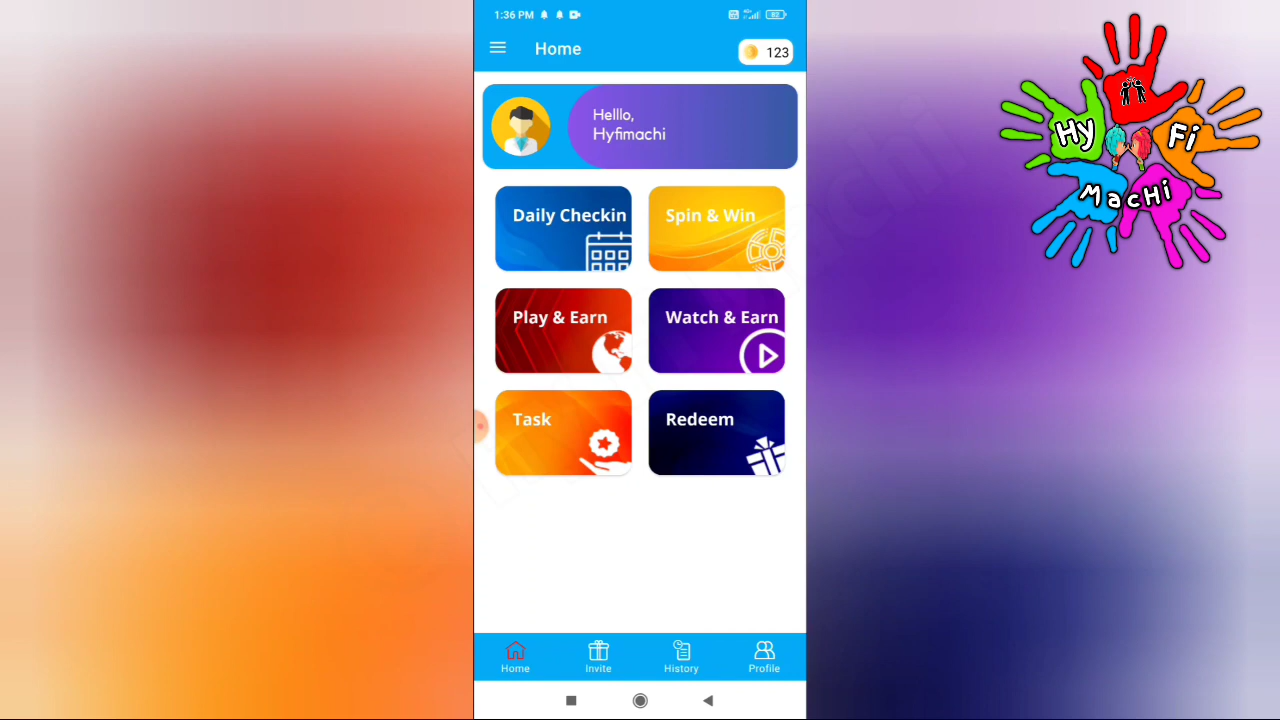 1:36 PM
82
Home
123
Helllo,
Hyfimachi
Daily Checkin
Spin & Win
Play & Earn
Watch & Earn
Task
Redeem
Home
Invite
History
Profile
Hy
Fi
MacHi